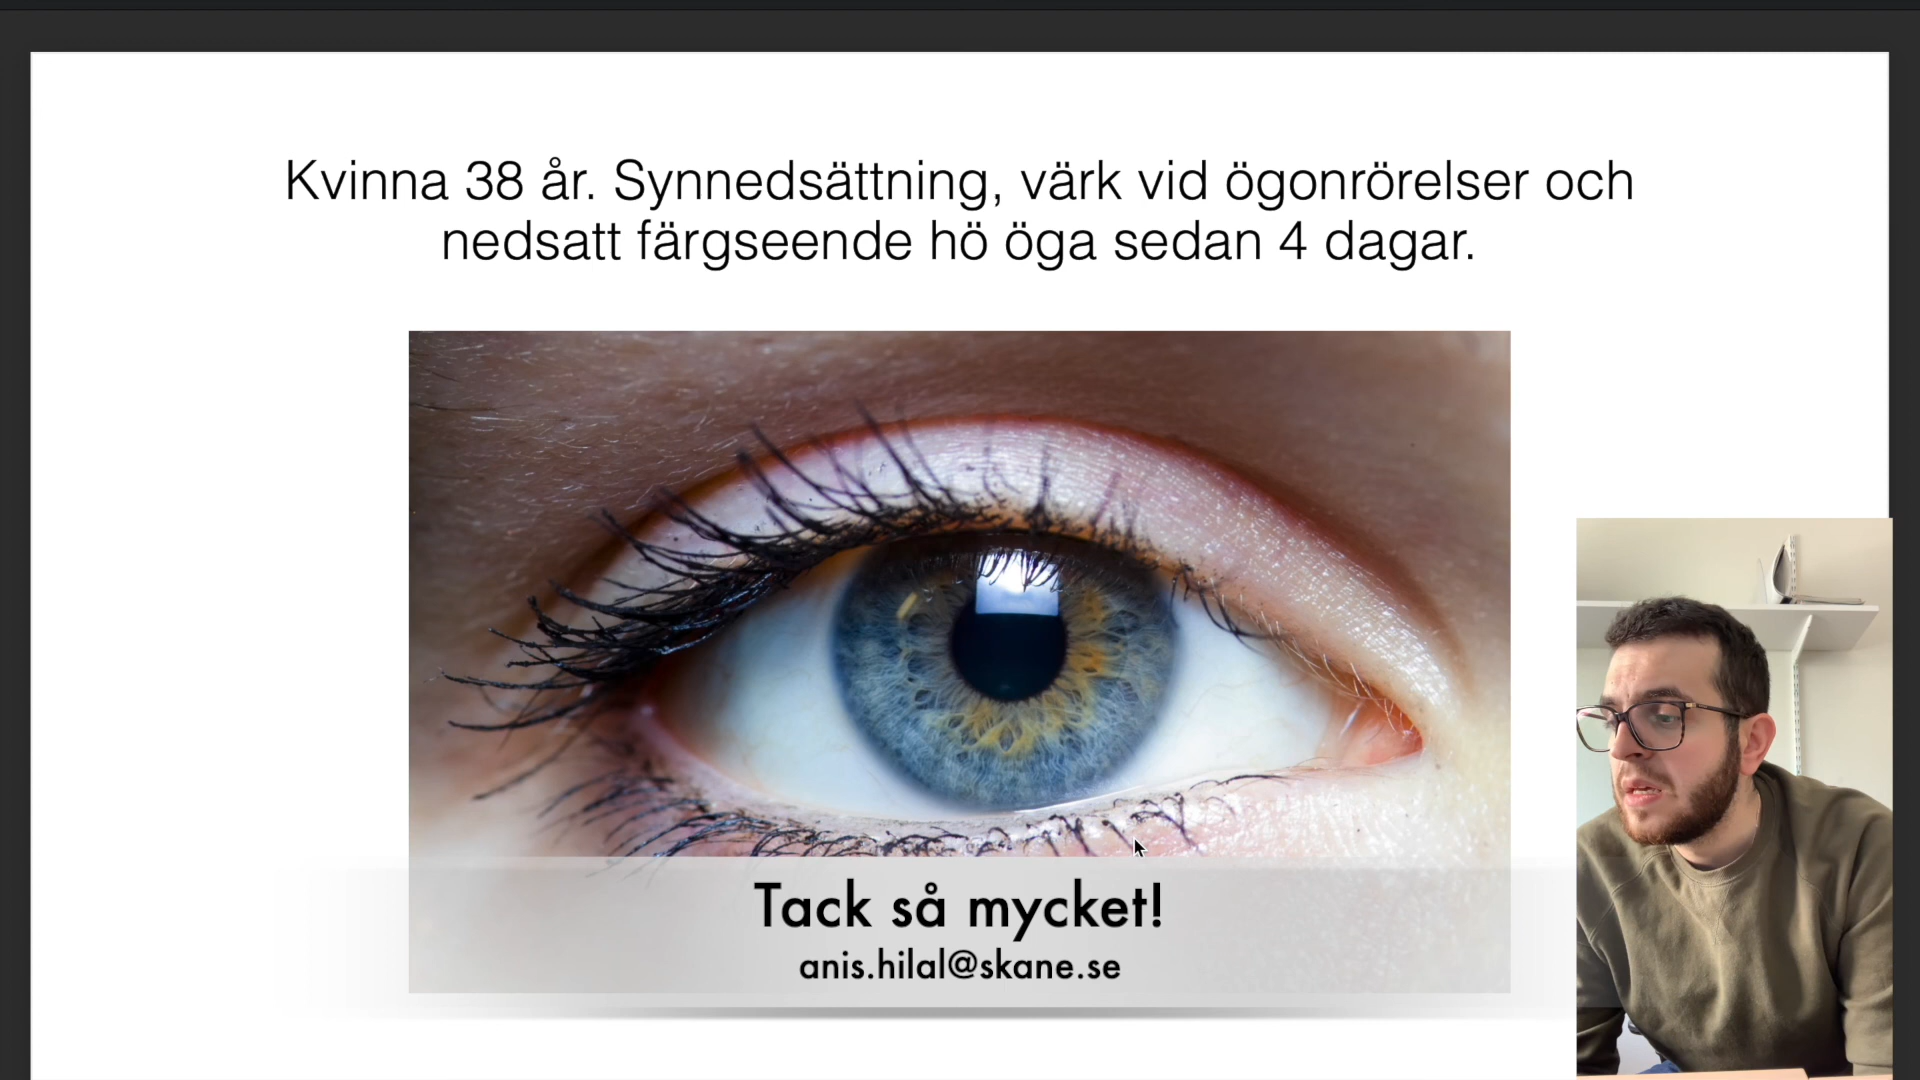 Kvinna 38 år. Synnedsättning, värk vid ögonrörelser och
nedsatt färgseende hö öga sedan 4 dagar.
Tack så mycket!
anis.hilal@skane.se